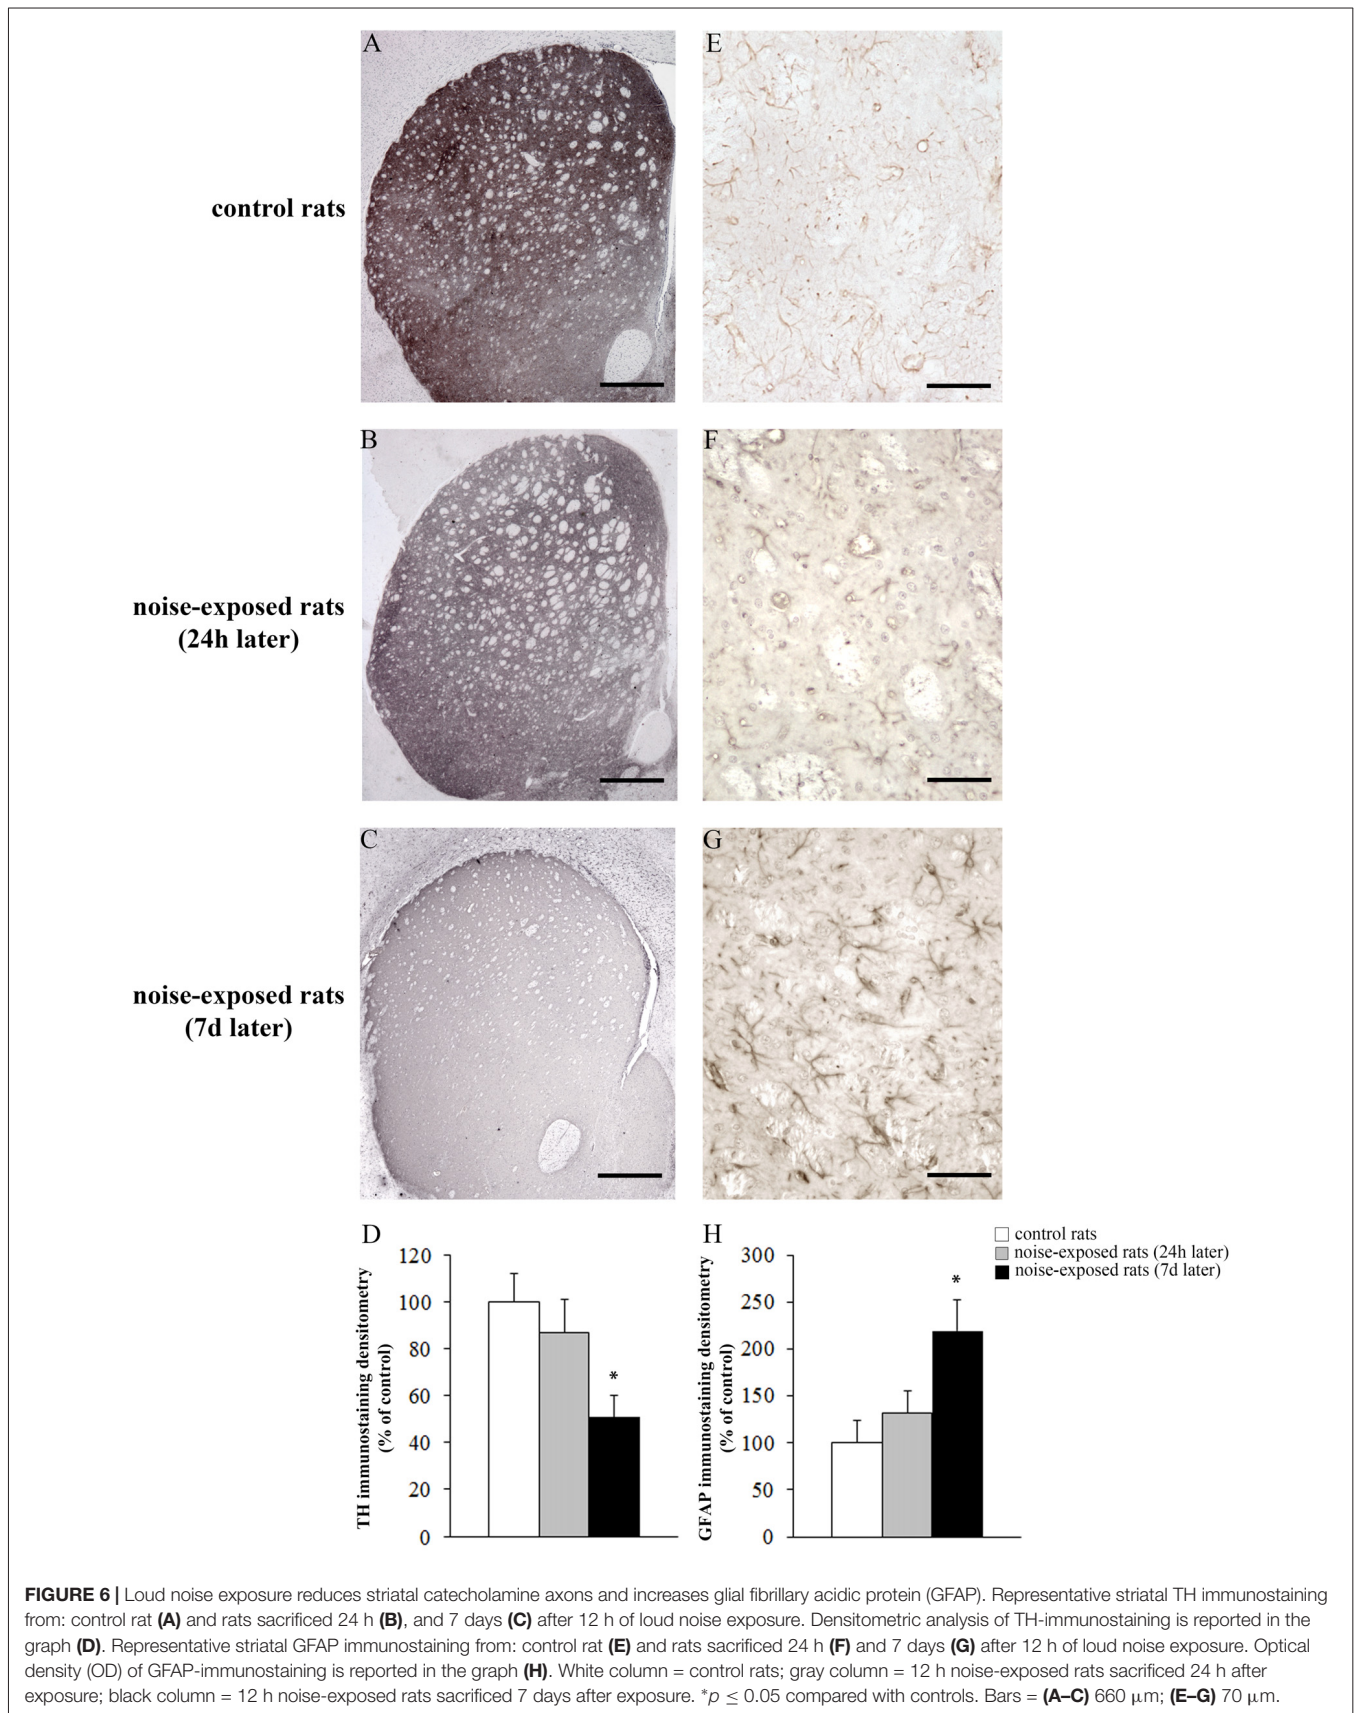 A
E
control rats
B
F
noise-exposed rats
(24h later)
C
G
noise-exposed rats
(7d later)
D
TH immunostaining densitometry
(% of control)
120
100
80
60
40
20
0
*
H
GFAP immunostaining densitometry
(% of control)
300
250
200
150
100
50
0
*
control rats
noise-exposed rats (24h later)
noise-exposed rats (7d later)
FIGURE 6 | Loud noise exposure reduces striatal catecholamine axons and increases glial fibrillary acidic protein (GFAP). Representative striatal TH immunostaining
from: control rat (A) and rats sacrificed 24 h (B), and 7 days (C) after 12 h of loud noise exposure. Densitometric analysis of TH-immunostaining is reported in the
graph (D). Representative striatal GFAP immunostaining from: control rat (E) and rats sacrificed 24 h (F) and 7 days (G) after 12 h of loud noise exposure. Optical
density (OD) of GFAP-immunostaining is reported in the graph (H). White column = control rats; gray column = 12 h noise-exposed rats sacrificed 24 h after
exposure; black column = 12 h noise-exposed rats sacrificed 7 days after exposure. *p ≤ 0.05 compared with controls. Bars = (A–C) 660 μm; (E–G) 70 μm.